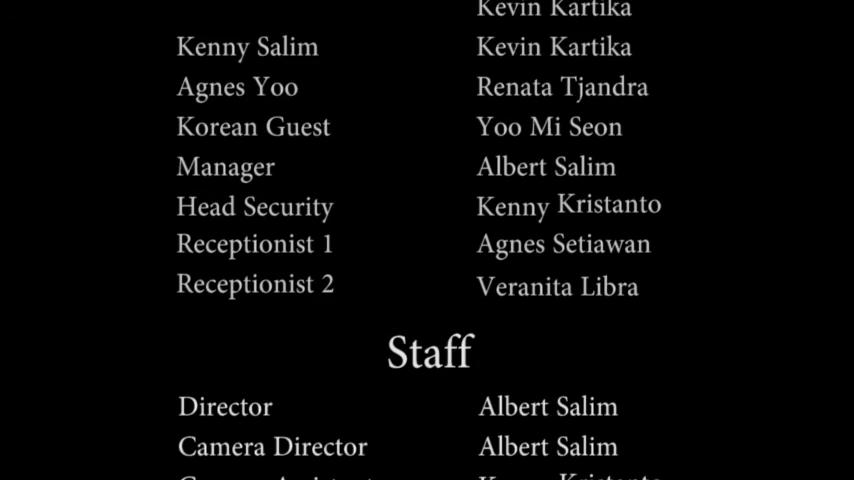 Kevin Kartika
Kenny Salim Kevin Kartika
Agnes Yoo Renata Tjandra
Korean Guest Yoo Mi Seon
Manager Albert Salim
Head Security Kenny Kristanto
Receptionist 1 Agnes Setiawan
Receptionist 2 Veranita Libra
Staff
Director Albert Salim
Camera Director Albert Salim
Kristanto